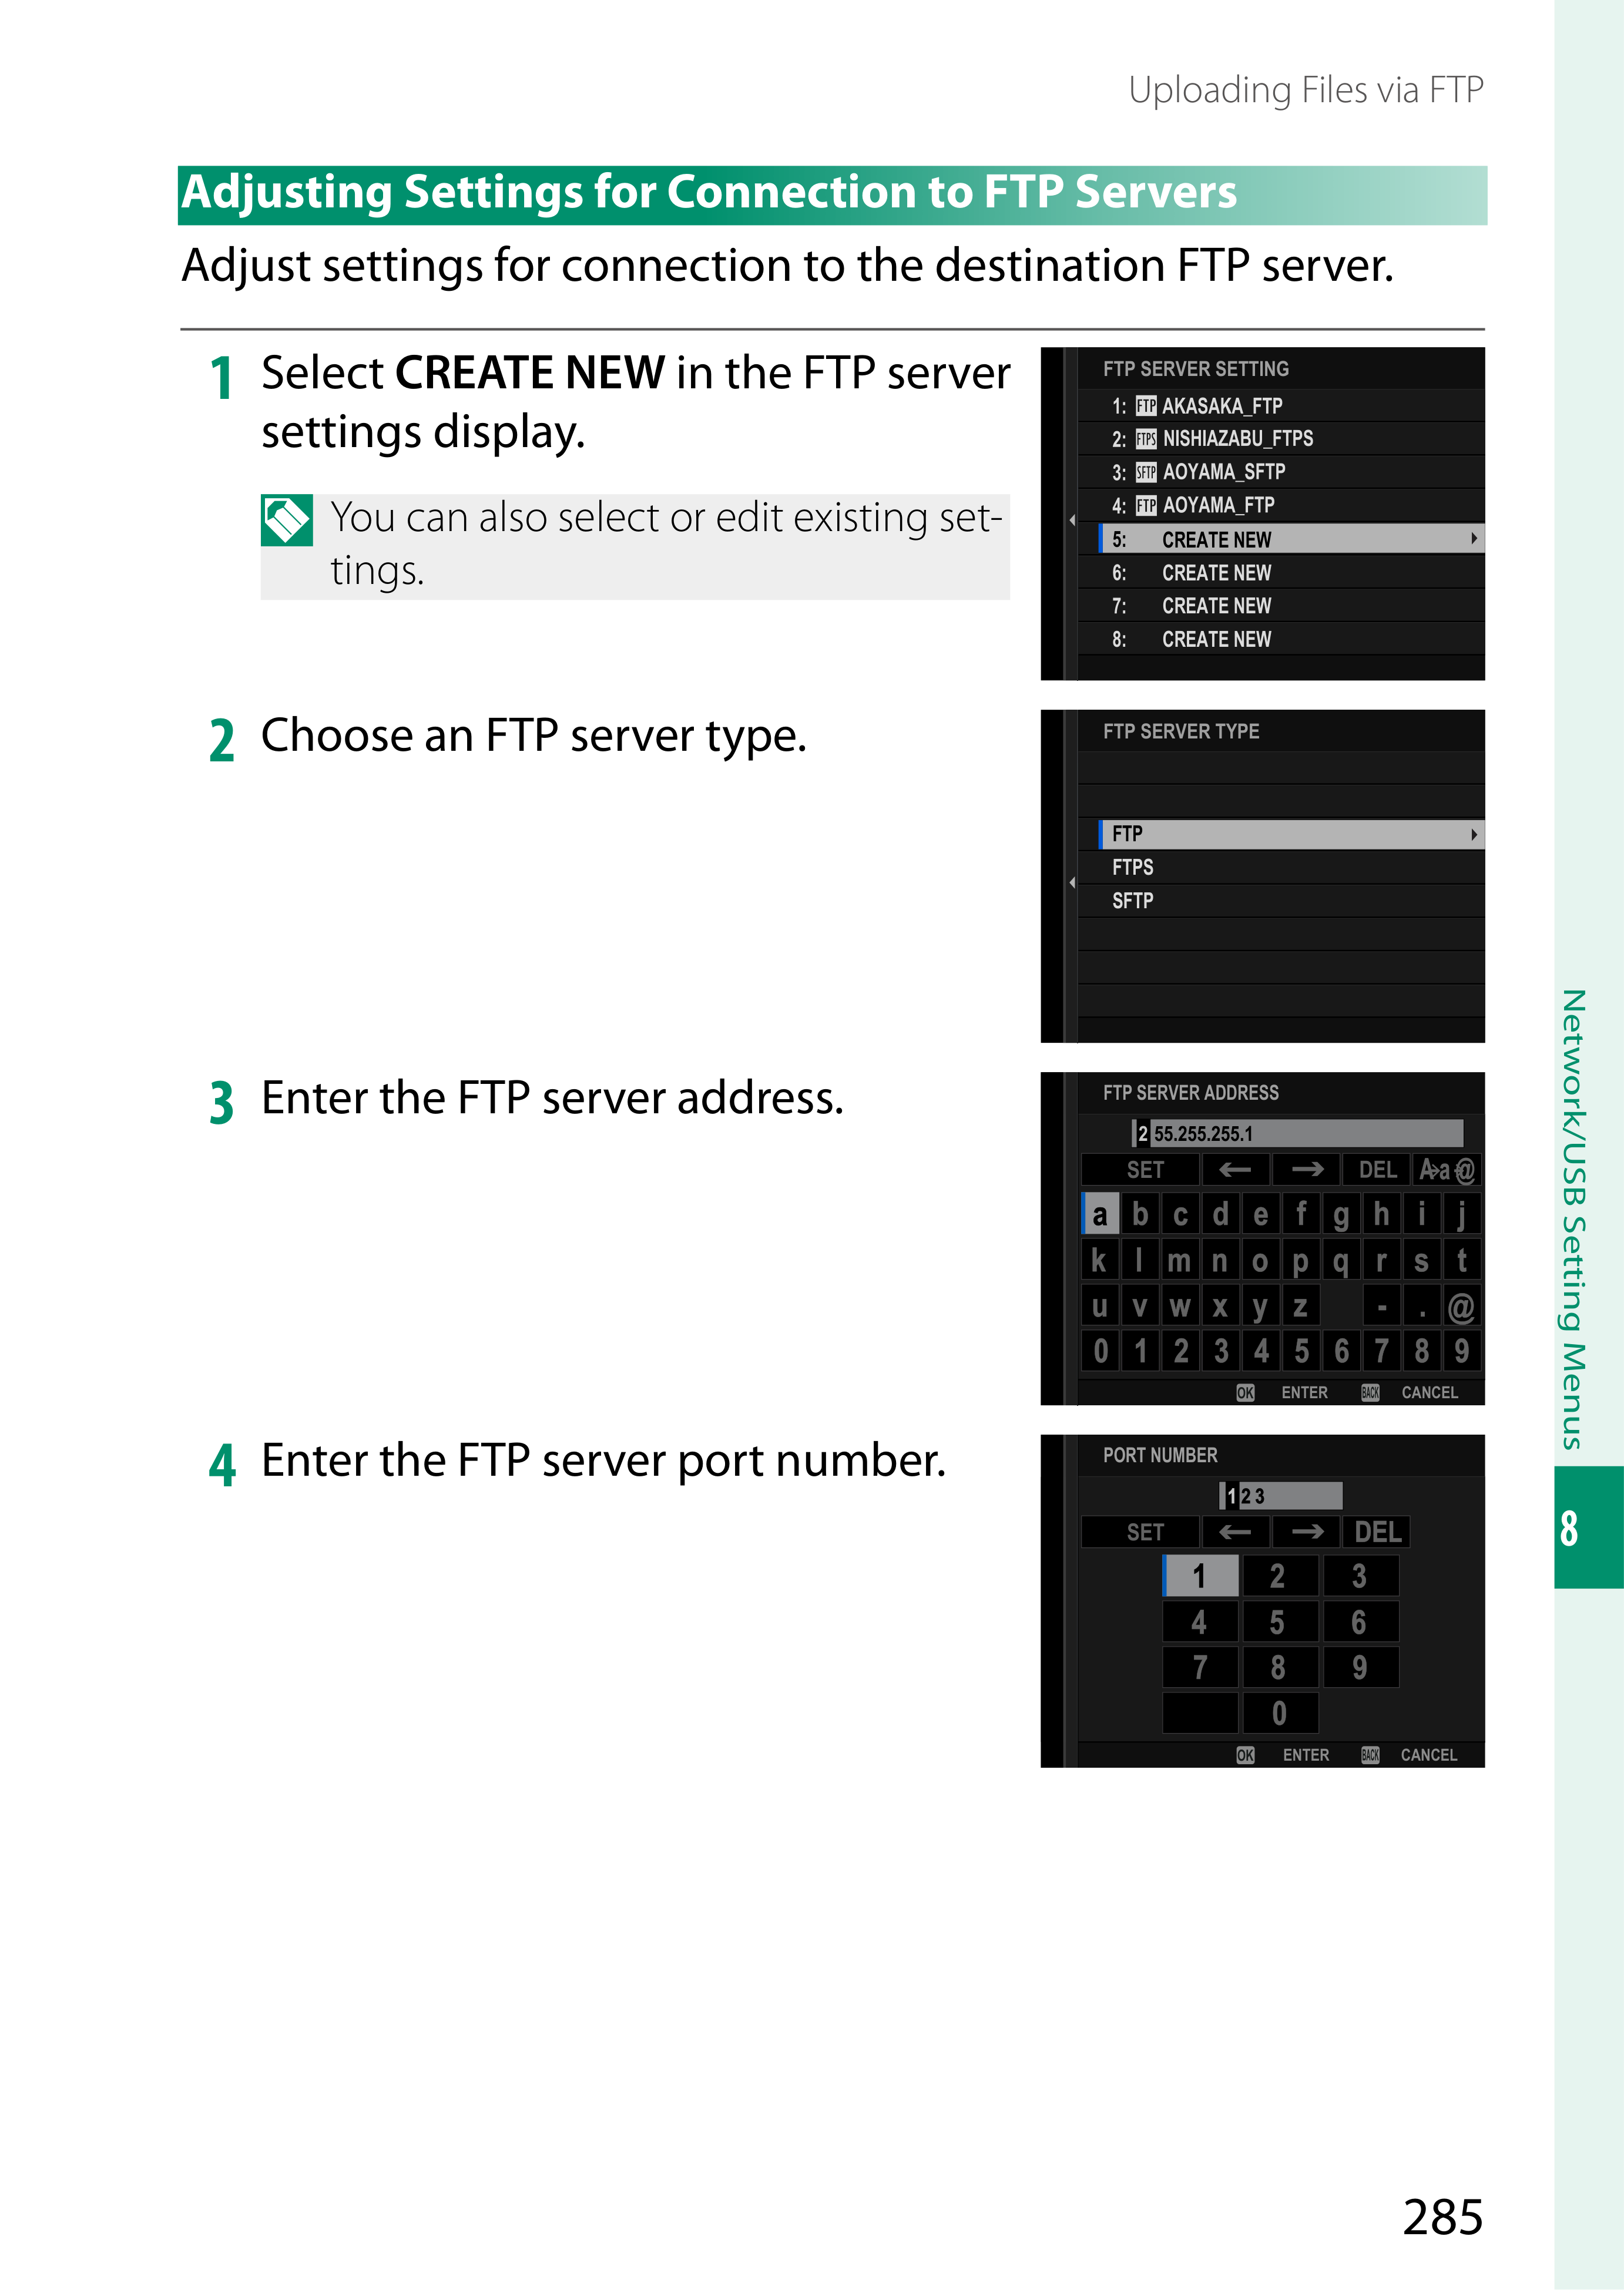 Uploading Files via FTP
Adjusting Settings for Connection to FTP Servers
Adjust settings for connection to the destination FTP server.
1 Select CREATE NEW in the FTP server
settings display.
You can also select or edit existing set-
tings.
FTP SERVER SETTING
1: FTP AKASAKA_FTP
2: FTPS NISHIAZABU_FTPS
3: SFTP AOYAMA_SFTP
4: FTP AOYAMA_FTP
5: CREATE NEW
6: CREATE NEW
7: CREATE NEW
8: CREATE NEW
2 Choose an FTP server type.
FTP SERVER TYPE
FTP
FTPS
SFTP
3 Enter the FTP server address.
FTP SERVER ADDRESS
255.255.255.1
SET ← → DEL A→a→@
a b c d e f g h i j
k l m n o p q r s t
u v w x y z - . @
0 1 2 3 4 5 6 7 8 9
OK ENTER BACK CANCEL
4 Enter the FTP server port number.
PORT NUMBER
123
SET ← → DEL
1 2 3
4 5 6
7 8 9
0
OK ENTER BACK CANCEL
Network/USB Setting Menus
8
285